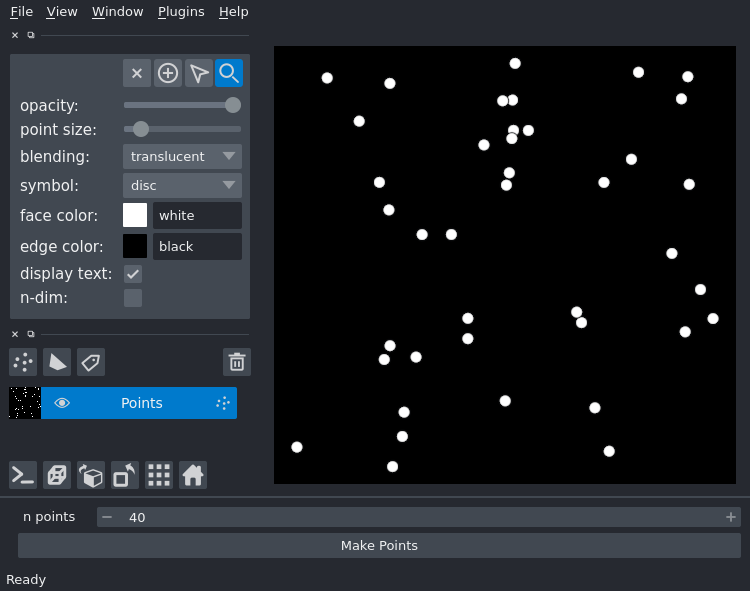 File View Window Plugins Help
opacity:
point size:
blending: translucent
symbol: disc
face color: white
edge color: black
display text:
n-dim:
Points
n points 40
Make Points
Ready